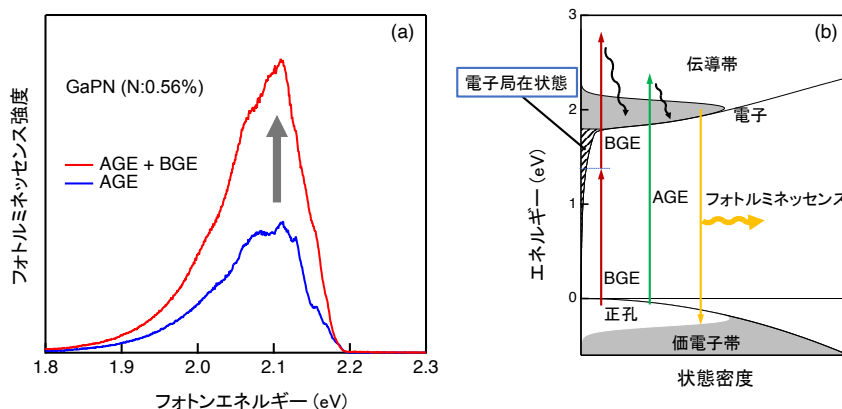 (a)
GaPN (N:0.56%)
AGE + BGE
AGE
フォトルミネッセンス強度
1.8
1.9
2.0
2.1
2.2
2.3
フォトンエネルギー (eV)
(b)
3
2
1
0
エネルギー (eV)
伝導帯
電子局在状態
電子
BGE
AGE
フォトルミネッセンス
BGE
正孔
価電子帯
状態密度